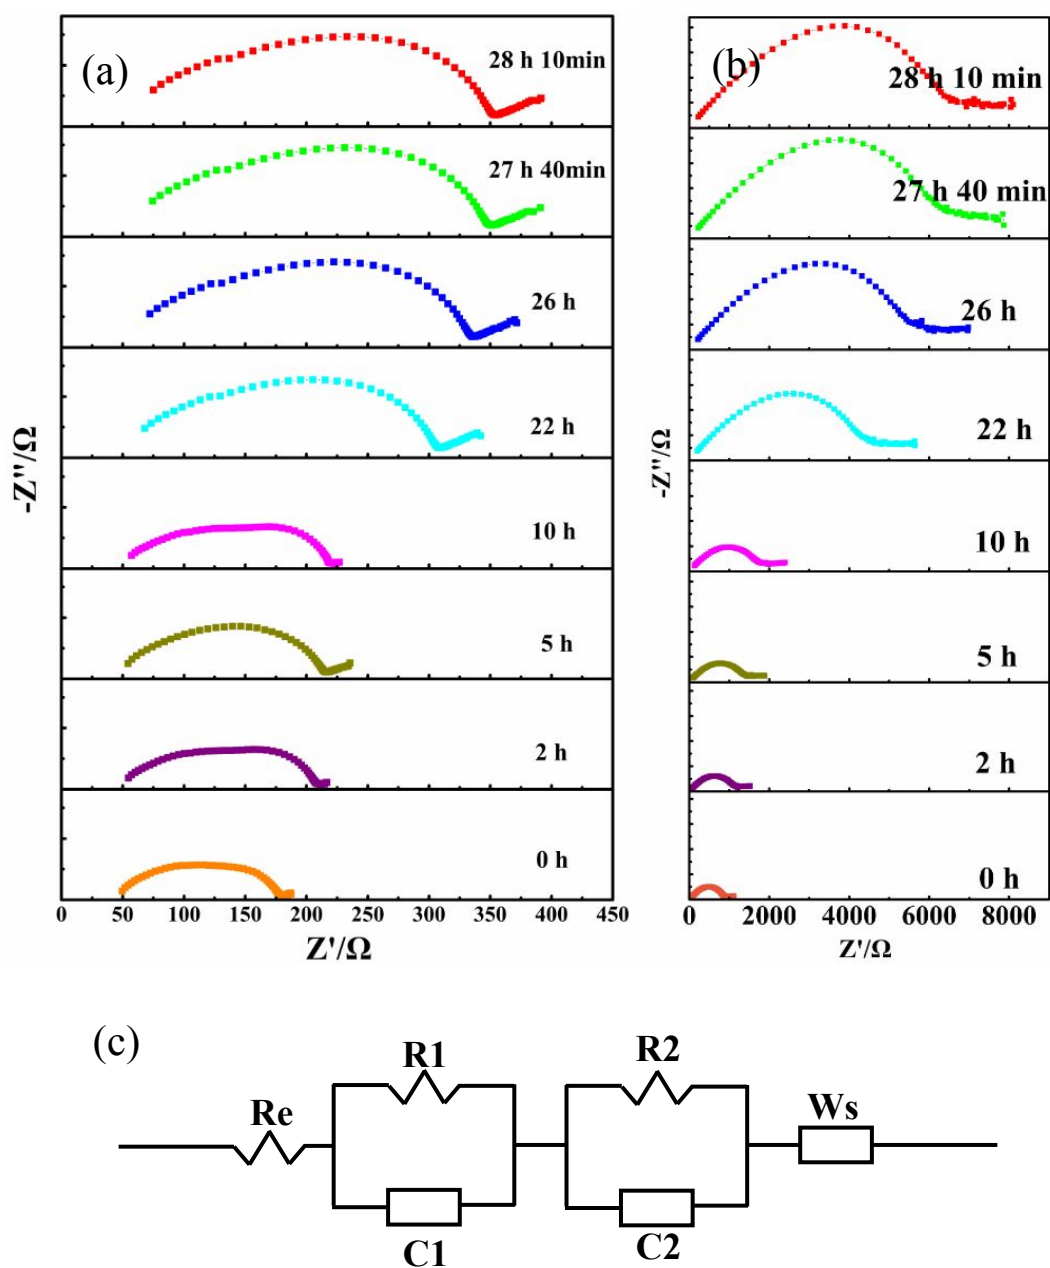 (a)
28 h 10min
27 h 40min
26 h
22 h
10 h
5 h
2 h
0 h
-Z''/Ω
0 50 100 150 200 250 300 350 400 450
Z'/Ω
(b)
28 h 10 min
27 h 40 min
26 h
22 h
10 h
5 h
2 h
0 h
-Z''/Ω
0 2000 4000 6000 8000
Z'/Ω
(c)
R1
R2
Re
Ws
C1
C2